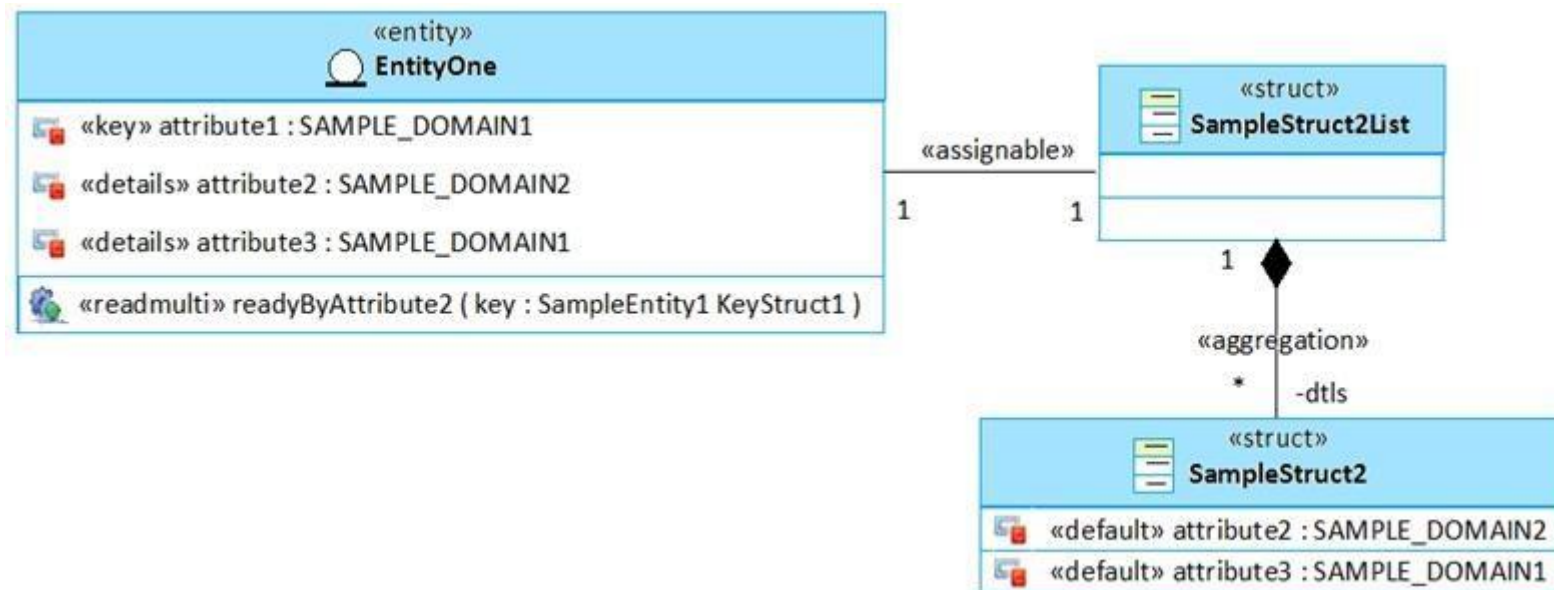 «entity»
EntityOne
«key» attribute1 : SAMPLE_DOMAIN1
«details» attribute2 : SAMPLE_DOMAIN2
«details» attribute3 : SAMPLE_DOMAIN1
«readmulti» readyByAttribute2 ( key : SampleEntity1 KeyStruct1 )
«assignable»
1
1
«struct»
SampleStruct2List
1
«aggregation»
*
-dtls
«struct»
SampleStruct2
«default» attribute2 : SAMPLE_DOMAIN2
«default» attribute3 : SAMPLE_DOMAIN1